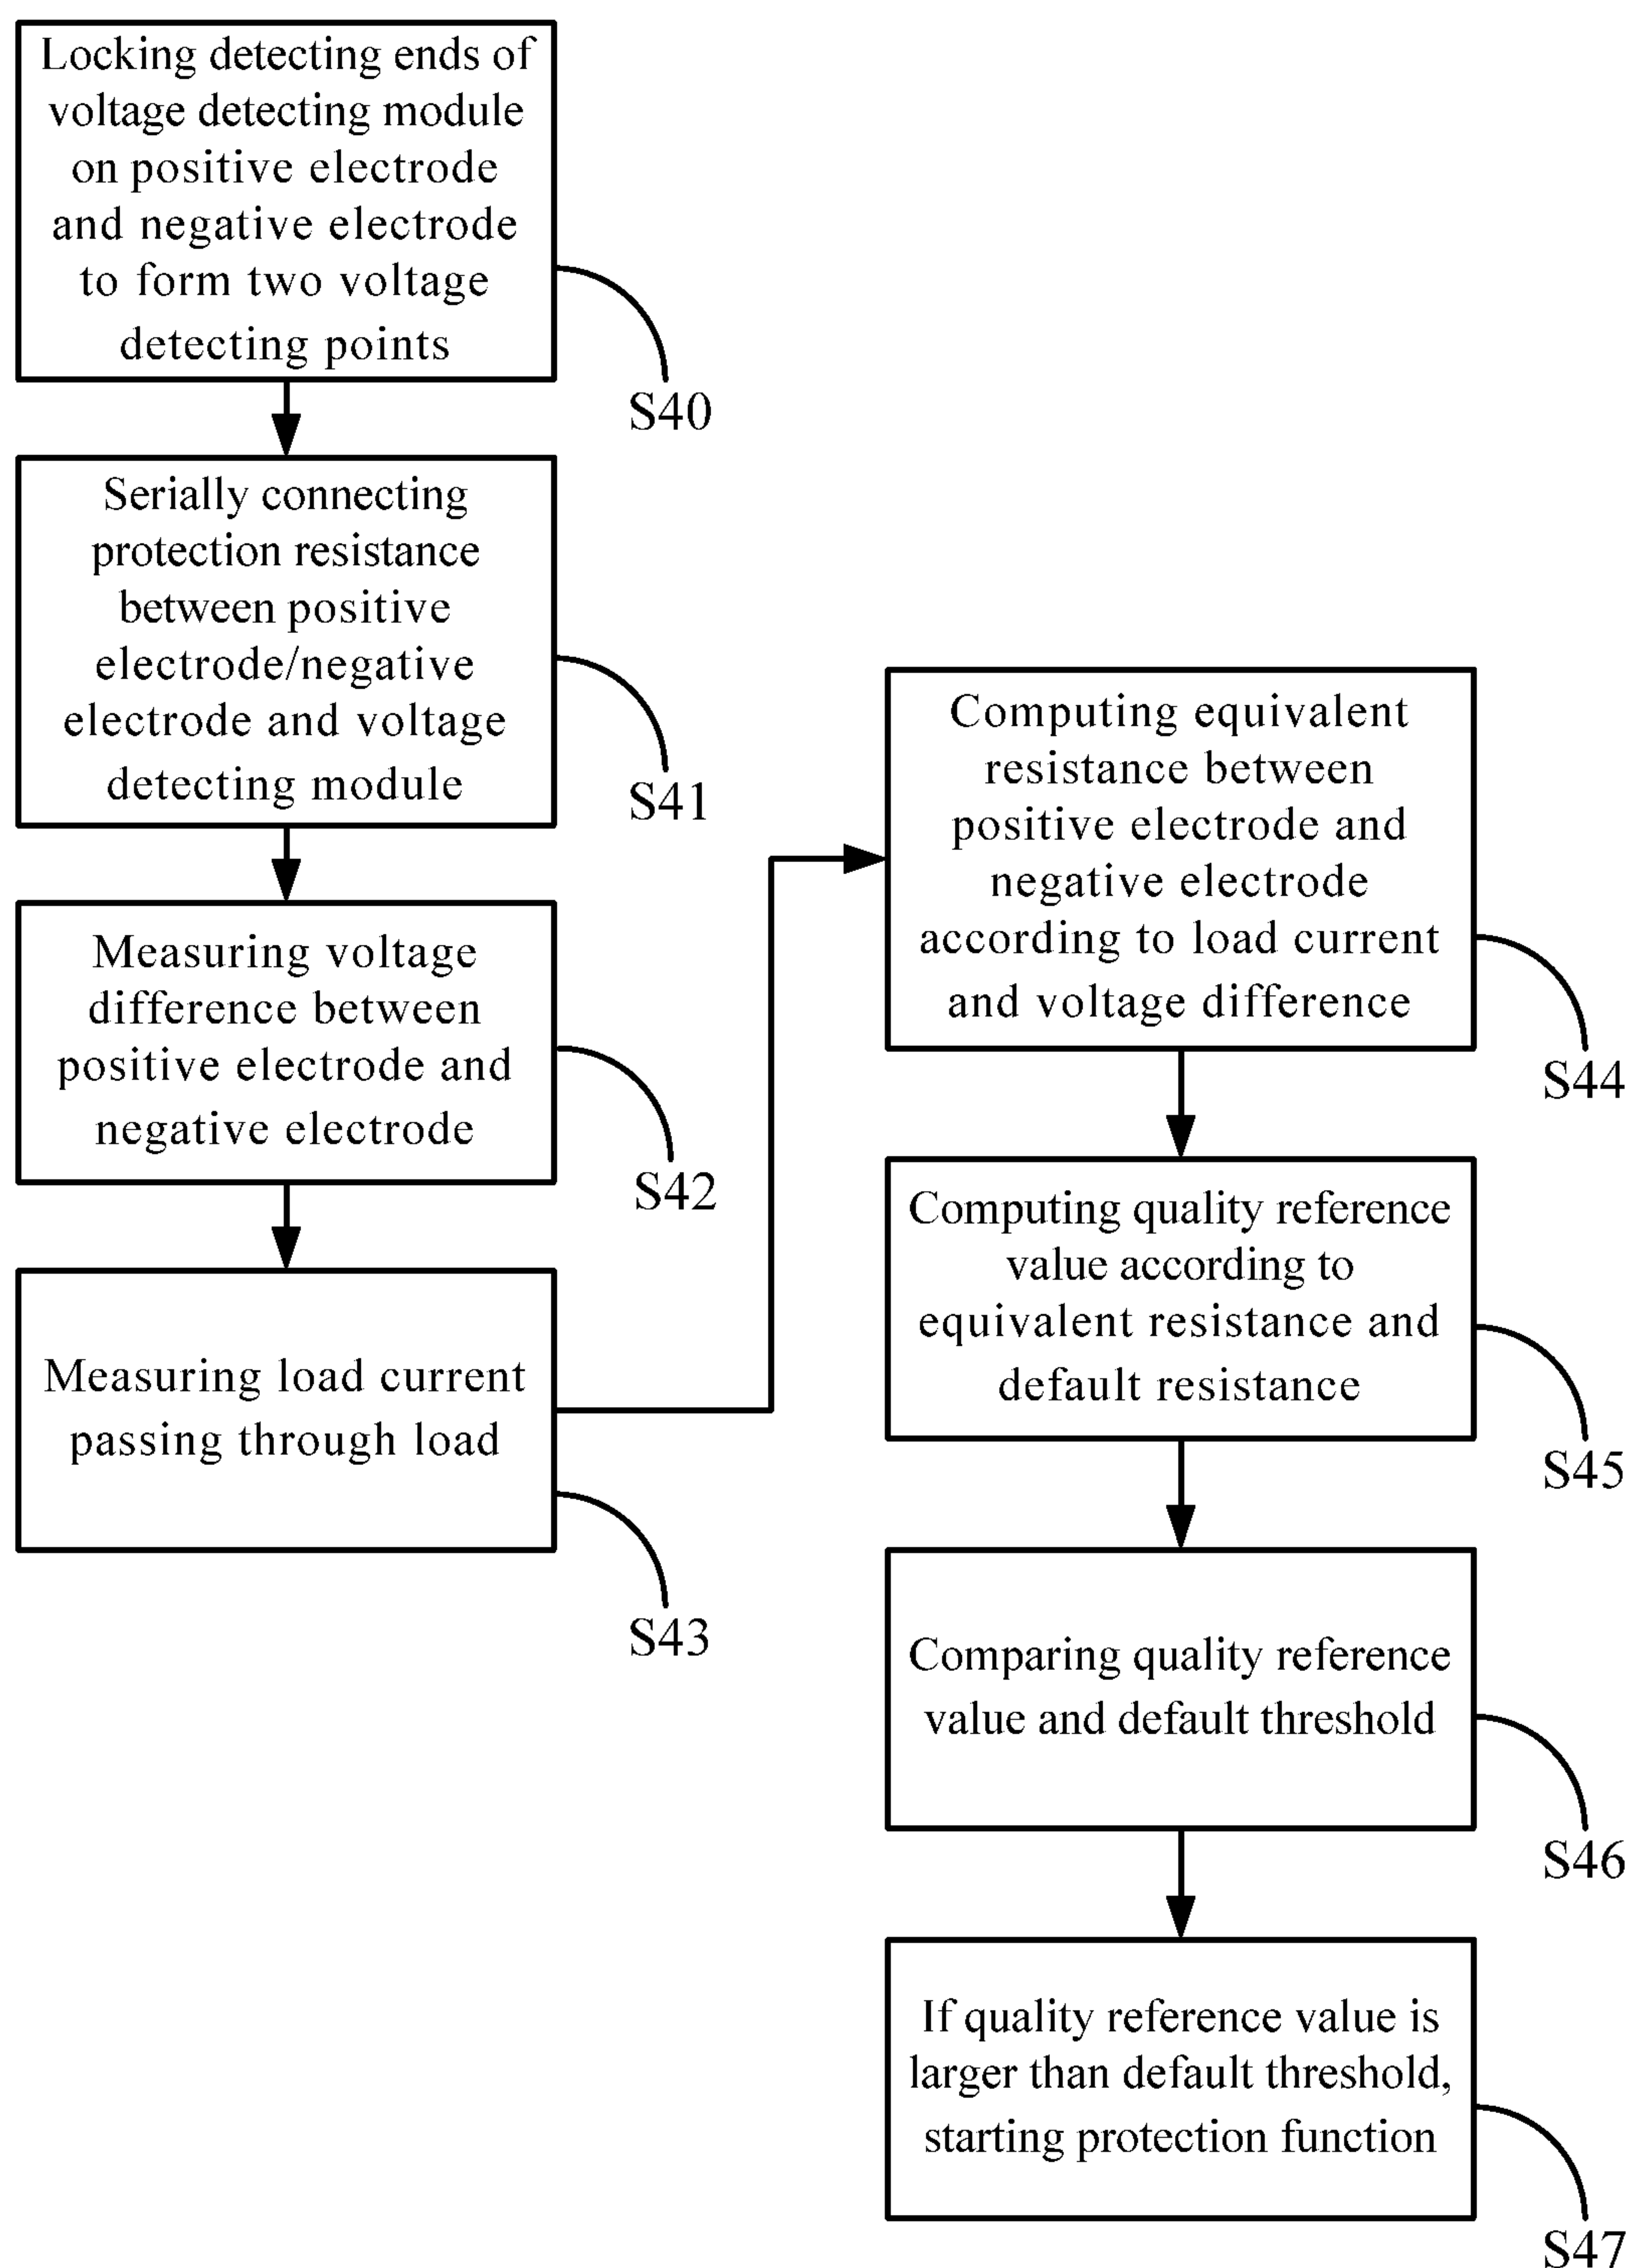 Locking detecting ends of
voltage detecting module
on positive electrode
and negative electrode
to form two voltage
detecting points
S40
Serially connecting
protection resistance
between positive
electrode/negative
electrode and voltage
detecting module
S41
Measuring voltage
difference between
positive electrode and
negative electrode
S42
Measuring load current
passing through load
S43
Computing equivalent
resistance between
positive electrode and
negative electrode
according to load current
and voltage difference
S44
Computing quality reference
value according to
equivalent resistance and
default resistance
S45
Comparing quality reference
value and default threshold
S46
If quality reference value is
larger than default threshold,
starting protection function
S47